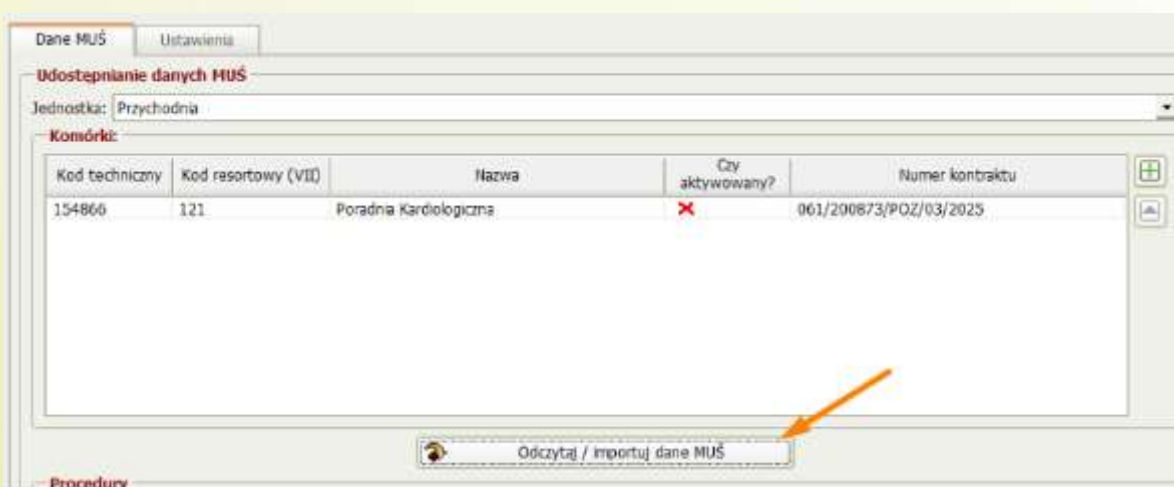 Dane MUŚ Ustawienia
Udostępnianie danych MUŚ
Jednostka: Przychodnia
Komórki:
Kod techniczny Kod resortowy (VII) Nazwa Czy aktywowany? Numer kontraktu
154866 121 Poradnia Kardiologiczna 061/200873/POZ/03/2025
Odczytaj / importuj dane MUŚ
Procedury